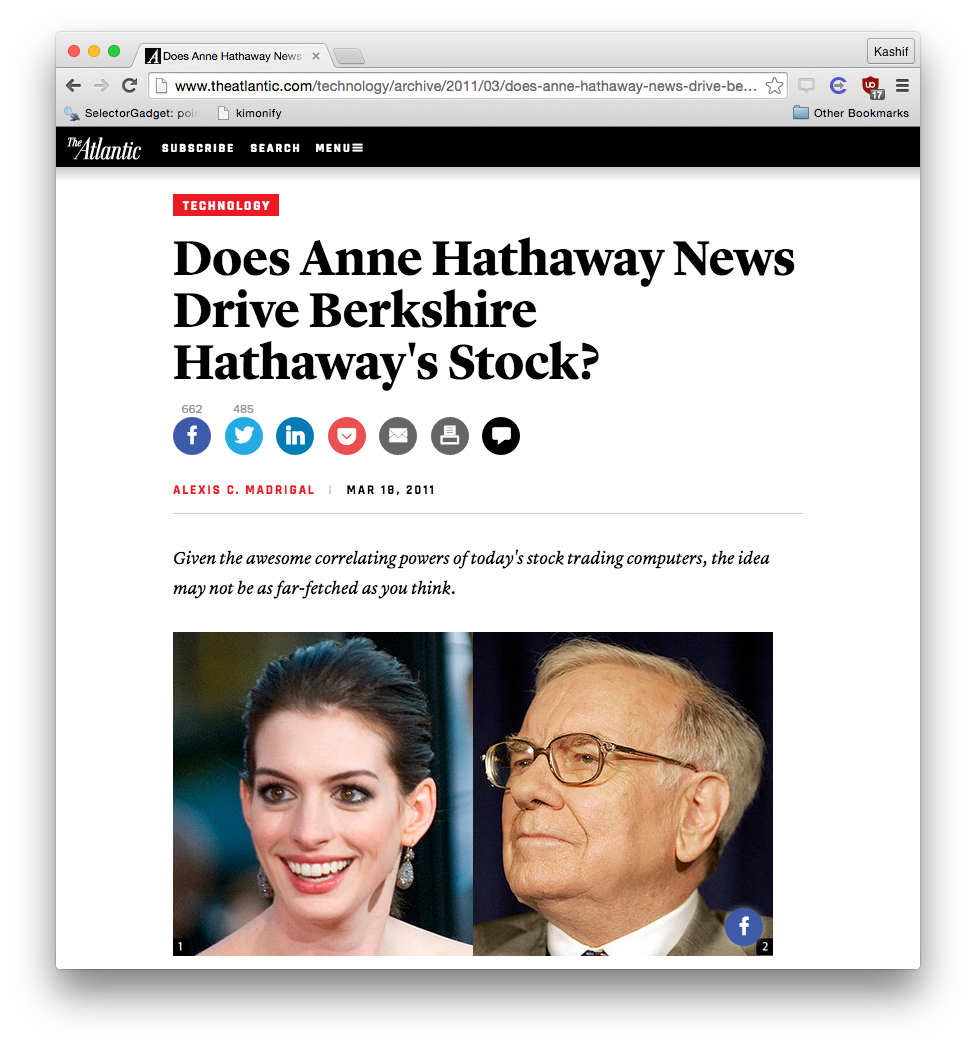 Does Anne Hathaway News
Kashif
www.theatlantic.com/technology/archive/2011/03/does-anne-hathaway-news-drive-be...
17
SelectorGadget: poin
kimonify
Other Bookmarks
The Atlantic
SUBSCRIBE
SEARCH
MENU
TECHNOLOGY
Does Anne Hathaway News
Drive Berkshire
Hathaway's Stock?
662
485
ALEXIS C. MADRIGAL | MAR 18, 2011
Given the awesome correlating powers of today's stock trading computers, the idea
may not be as far-fetched as you think.
1
2